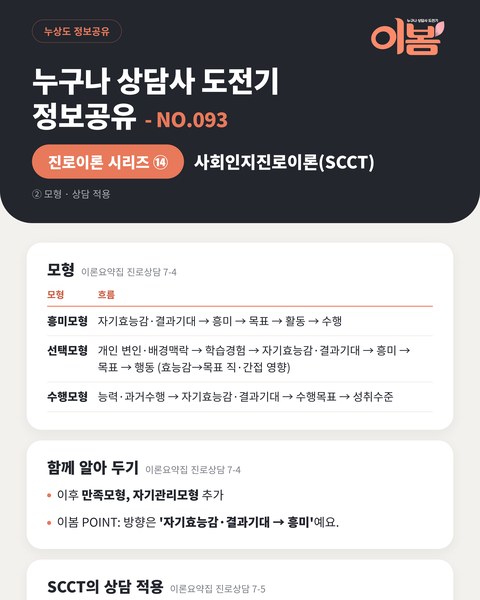 누상도 정보공유
누구나 상담사 도전기
이봄
누구나 상담사 도전기
정보공유 - NO.093
진로이론 시리즈 ⑭ 사회인지진로이론(SCCT)
② 모형 · 상담 적용
모형 이론요약집 진로상담 7-4
모형 흐름
흥미모형 자기효능감·결과기대 → 흥미 → 목표 → 활동 → 수행
선택모형 개인 변인·배경맥락 → 학습경험 → 자기효능감·결과기대 → 흥미 →
목표 → 행동 (효능감→목표 직·간접 영향)
수행모형 능력·과거수행 → 자기효능감·결과기대 → 수행목표 → 성취수준
함께 알아 두기 이론요약집 진로상담 7-4
• 이후 만족모형, 자기관리모형 추가
• 이봄 POINT: 방향은 '자기효능감·결과기대 → 흥미'예요.
SCCT의 상담 적용 이론요약집 진로상담 7-5